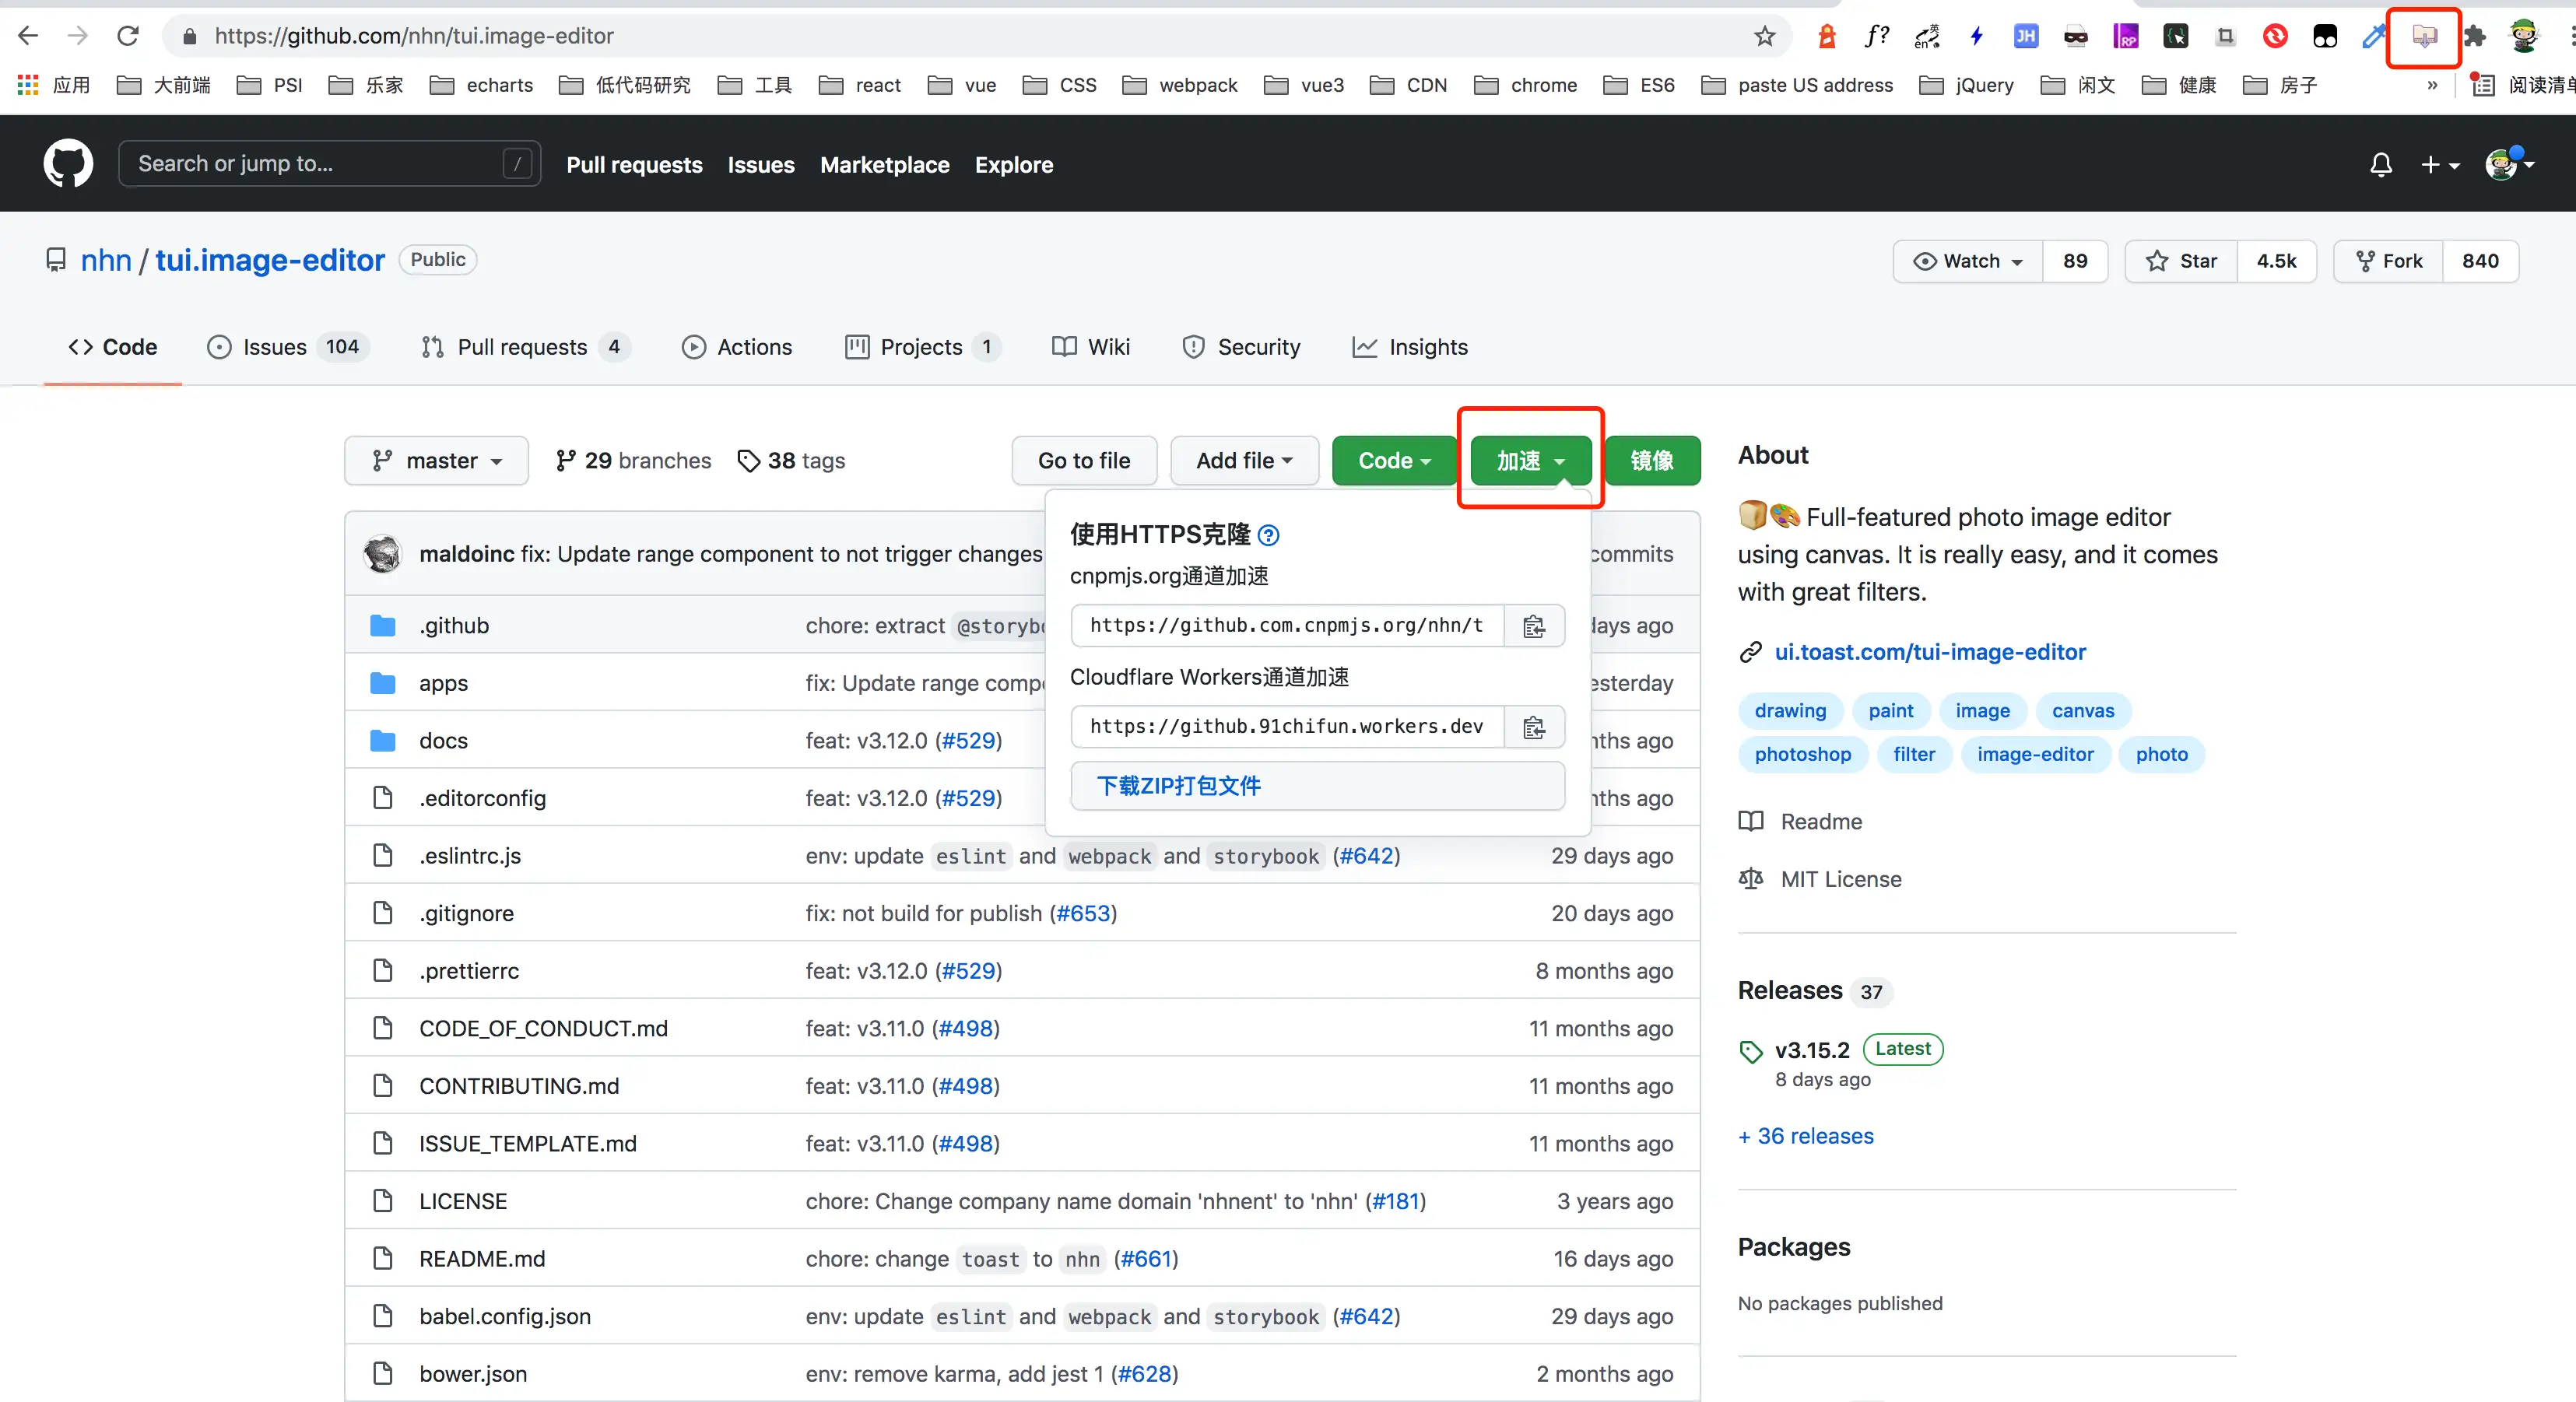 https://github.com/nhn/tui.image-editor
f?
英
en
JH
RP
应用 大前端 PSI 乐家 echarts 低代码研究 工具 react vue CSS webpack vue3 CDN chrome ES6 paste US address jQuery 闲文 健康 房子 » 阅读清单
Search or jump to... / Pull requests Issues Marketplace Explore
nhn / tui.image-editor Public Watch 89 Star 4.5k Fork 840
<> Code Issues 104 Pull requests 4 Actions Projects 1 Wiki Security Insights
master 29 branches 38 tags Go to file Add file Code 加速 镜像
使用HTTPS克隆 ?
cnpmjs.org通道加速
https://github.com.cnpmjs.org/nhn/t
Cloudflare Workers通道加速
https://github.91chifun.workers.dev
下载ZIP打包文件
maldoinc fix: Update range component to not trigger changes commits
.github chore: extract @storybo days ago
apps fix: Update range compo esterday
docs feat: v3.12.0 (#529) nths ago
.editorconfig feat: v3.12.0 (#529) nths ago
.eslintrc.js env: update eslint and webpack and storybook (#642) 29 days ago
.gitignore fix: not build for publish (#653) 20 days ago
.prettierrc feat: v3.12.0 (#529) 8 months ago
CODE_OF_CONDUCT.md feat: v3.11.0 (#498) 11 months ago
CONTRIBUTING.md feat: v3.11.0 (#498) 11 months ago
ISSUE_TEMPLATE.md feat: v3.11.0 (#498) 11 months ago
LICENSE chore: Change company name domain 'nhnent' to 'nhn' (#181) 3 years ago
README.md chore: change toast to nhn (#661) 16 days ago
babel.config.json env: update eslint and webpack and storybook (#642) 29 days ago
bower.json env: remove karma, add jest 1 (#628) 2 months ago
About
Full-featured photo image editor
using canvas. It is really easy, and it comes
with great filters.
ui.toast.com/tui-image-editor
drawing paint image canvas
photoshop filter image-editor photo
Readme
MIT License
Releases 37
v3.15.2 Latest
8 days ago
+ 36 releases
Packages
No packages published